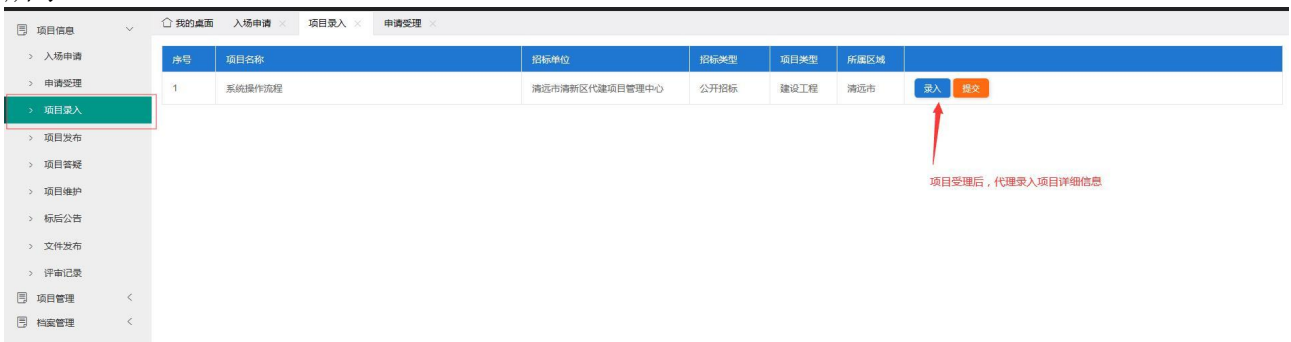 项目信息
我的桌面 入场申请 项目录入 申请受理
入场申请
申请受理
项目录入
项目发布
项目答疑
项目维护
标后公告
文件发布
评审记录
项目管理
档案管理
序号 项目名称 招标单位 招标类型 项目类型 所属区域
1 系统操作流程 清远市清新区代建项目管理中心 公开招标 建设工程 清远市 录入 提交
项目受理后，代理录入项目详细信息